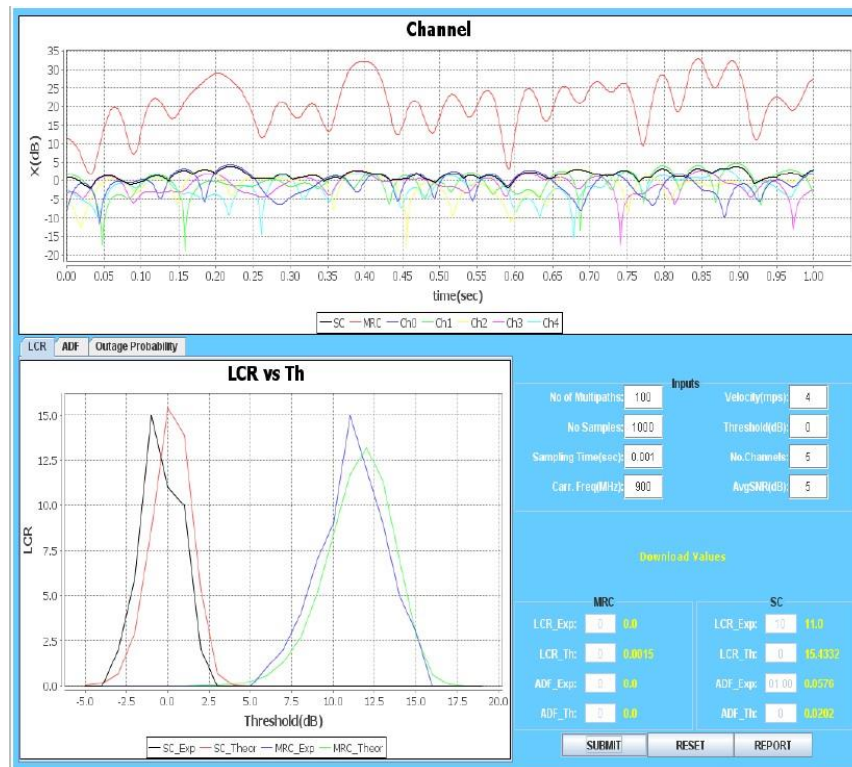 Channel
35
30
25
20
15
10
5
0
-5
-10
-15
-20
X(dB)
0.00 0.05 0.10 0.15 0.20 0.25 0.30 0.35 0.40 0.45 0.50 0.55 0.60 0.65 0.70 0.75 0.80 0.85 0.90 0.95 1.00
time(sec)
SC MRC Ch0 Ch1 Ch2 Ch3 Ch4
LCR ADF Outage Probability
LCR vs Th
15.0
12.5
10.0
7.5
5.0
2.5
0.0
LCR
-5.0 -2.5 0.0 2.5 5.0 7.5 10.0 12.5 15.0 17.5 20.0
Threshold(dB)
SC_Exp SC_Theor MRC_Exp MRC_Theor
Inputs
No of Multipaths: 100 Velocity(mps): 4
No Samples: 1000 Threshold(dB): 0
Sampling Time(sec): 0.001 No.Channels: 5
Carr. Freq(MHz): 900 AvgSNR(dB): 5
Download Values
MRC SC
LCR_Exp: 0 0.0 LCR_Exp: 10 11.0
LCR_Th: 0 0.0015 LCR_Th: 0 15.4332
ADF_Exp: 0 0.0 ADF_Exp: 01.00 0.0576
ADF_Th: 0 0.0 ADF_Th: 0 0.0202
SUBMIT RESET REPORT